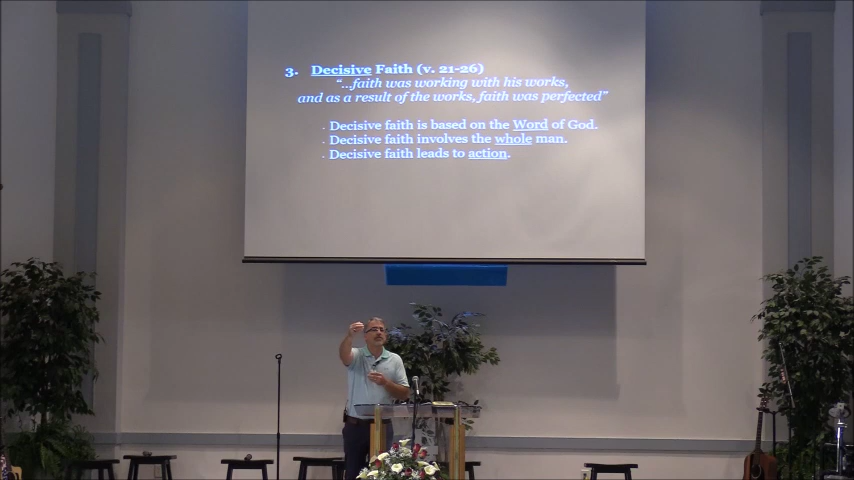 3. Decisive Faith (v. 21-26)
“...faith was working with his works,
and as a result of the works, faith was perfected”
- Decisive faith is based on the Word of God.
- Decisive faith involves the whole man.
- Decisive faith leads to action.